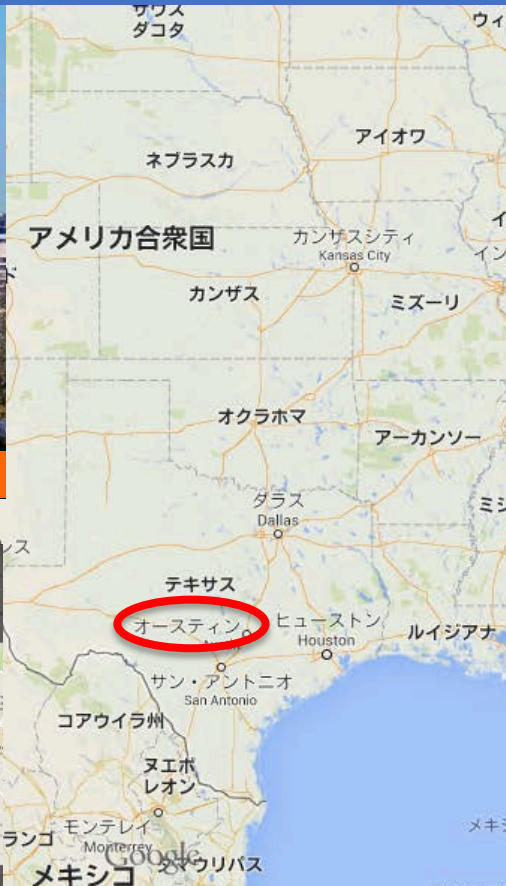 サウス
ダコタ
ウィ
アイオワ
ネブラスカ
アメリカ合衆国
カンザスシティ
Kansas City
イ
イン
ド
カンザス
ミズーリ
オクラホマ
アーカンソー
ダラス
Dallas
ミシ
ンス
テキサス
オースティン
ヒューストン
Houston
ルイジアナ
サン・アントニオ
San Antonio
コアウイラ州
ヌエボ
レオン
ランゴ
モンテレイ
Monterrey
Google
タマウリパス
メキシコ
メキシ